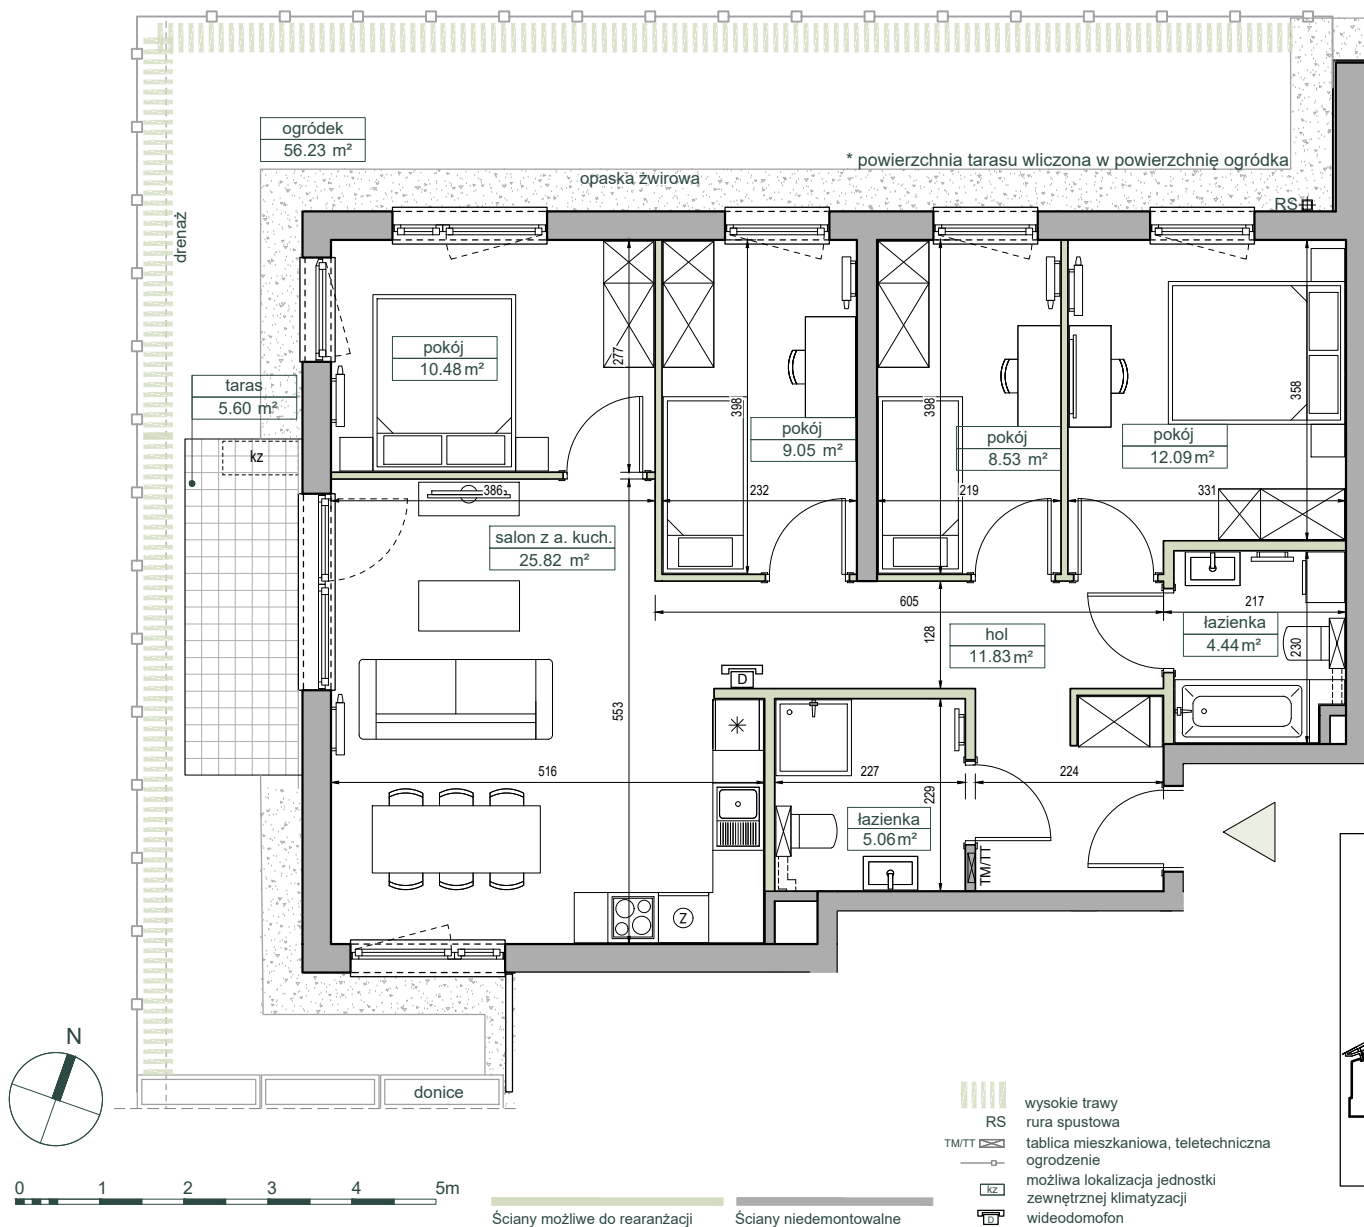 ogródek
56.23 m²
* powierzchnia tarasu wliczona w powierzchnię ogródka
opaska żwirowa
RS
drenaż
pokój
10.48 m²
277
taras
5.60 m²
kz
398
pokój
9.05 m²
398
pokój
8.53 m²
358
pokój
12.09 m²
386
232
219
331
salon z a. kuch.
25.82 m²
605
217
128
hol
11.83 m²
łazienka
4.44 m²
230
D
553
516
227
224
229
łazienka
5.06 m²
TM/TT
Z
N
donice
wysokie trawy
RS rura spustowa
TM/TT tablica mieszkaniowa, teletechniczna
ogrodzenie
kz możliwa lokalizacja jednostki
zewnętrznej klimatyzacji
D wideodomofon
0 1 2 3 4 5m
Ściany możliwe do rearanżacji
Ściany niedemontowalne